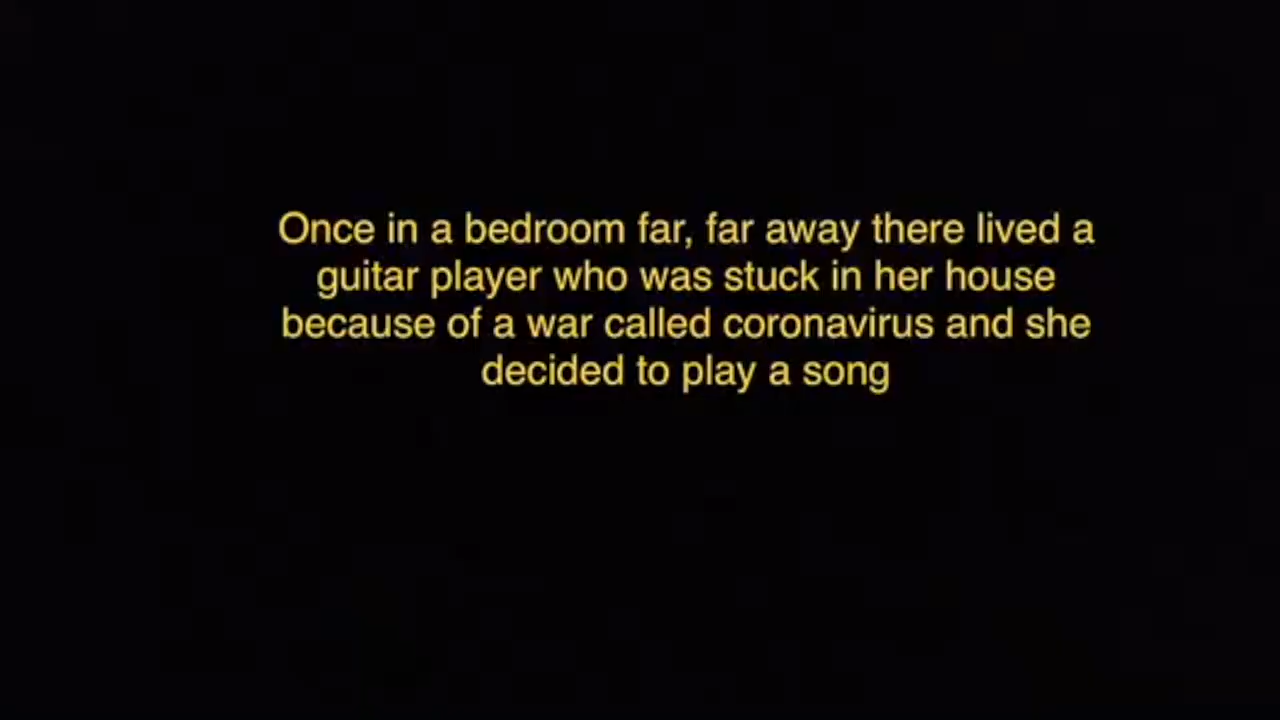 Once in a bedroom far, far away there lived a
guitar player who was stuck in her house
because of a war called coronavirus and she
decided to play a song